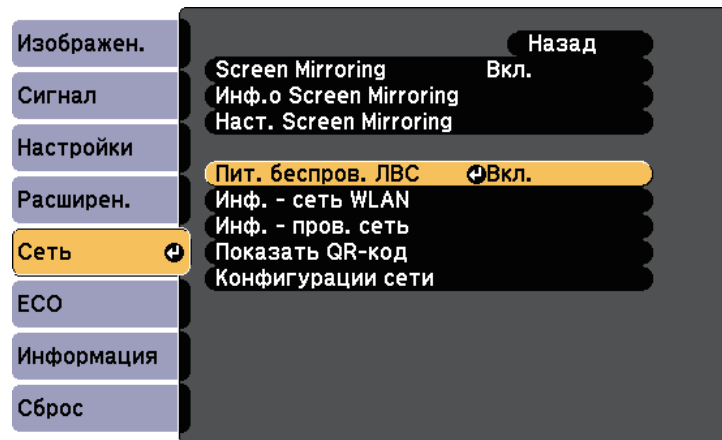 Изображен.
Сигнал
Настройки
Расширен.
Сеть
ECO
Информация
Сброс
Назад
Screen Mirroring Вкл.
Инф.о Screen Mirroring
Наст. Screen Mirroring
Пит. беспров. ЛВС Вкл.
Инф. - сеть WLAN
Инф. - пров. сеть
Показать QR-код
Конфигурации сети